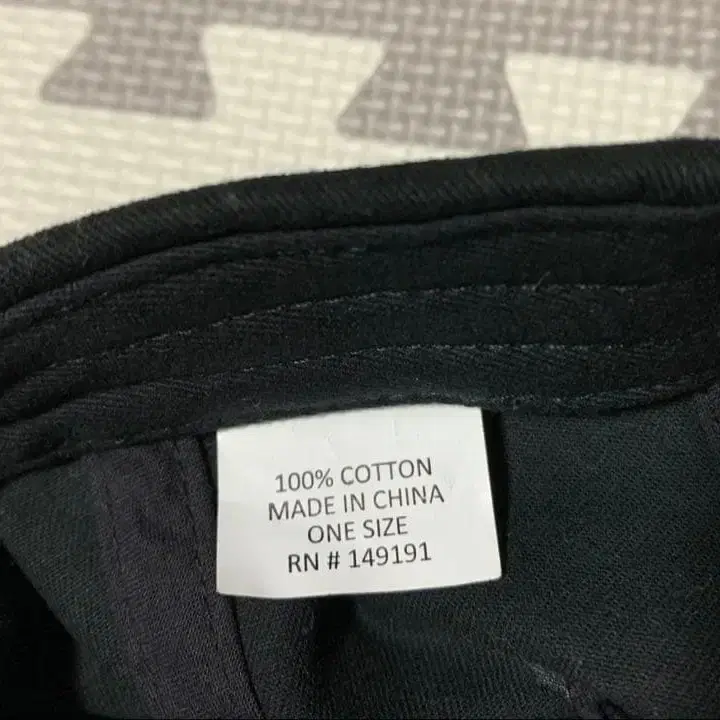 100% COTTON
MADE IN CHINA
ONE SIZE
RN # 149191